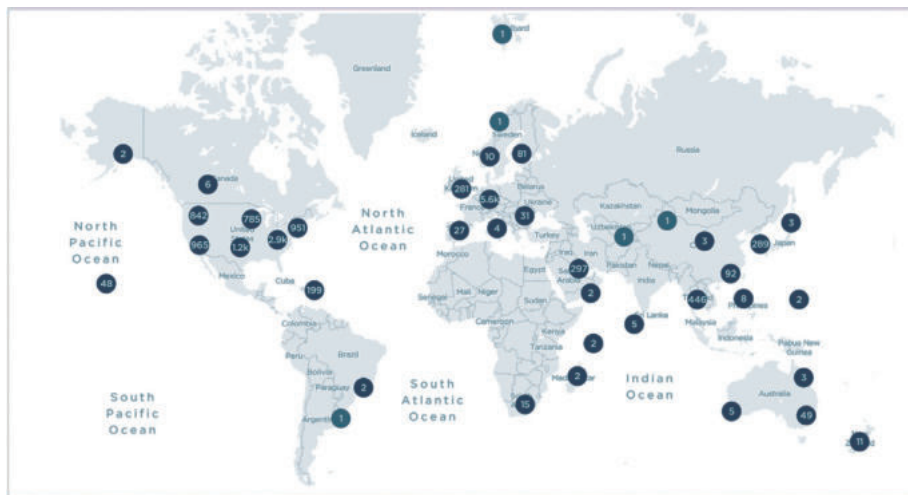 1
Greenland
1
Iceland
Sweden
2
10
81
Russia
6
281
Belarus
5.6k
Ukraine
Kazakhstan
Mongolia
842
785
951
North
Atlantic
Ocean
27
4
31
Turkey
1
1
3
3
North
Pacific
Ocean
965
1.2k
2.9k
289
Japan
Morocco
Iraq
Iran
Pakistan
Nepal
Mexico
Cuba
Egypt
297
India
92
48
199
Senegal
Mali
Niger
Sudan
Arabia
2
446
8
2
Colombia
Cameroon
Kenya
5
Lanka
Malaysia
Indonesia
Peru
Brazil
Tanzania
2
Papua New
Guinea
Bolivia
Paraguay
2
2
South
Pacific
Ocean
South
Atlantic
Ocean
Indian
Ocean
3
Australia
1
15
5
49
11